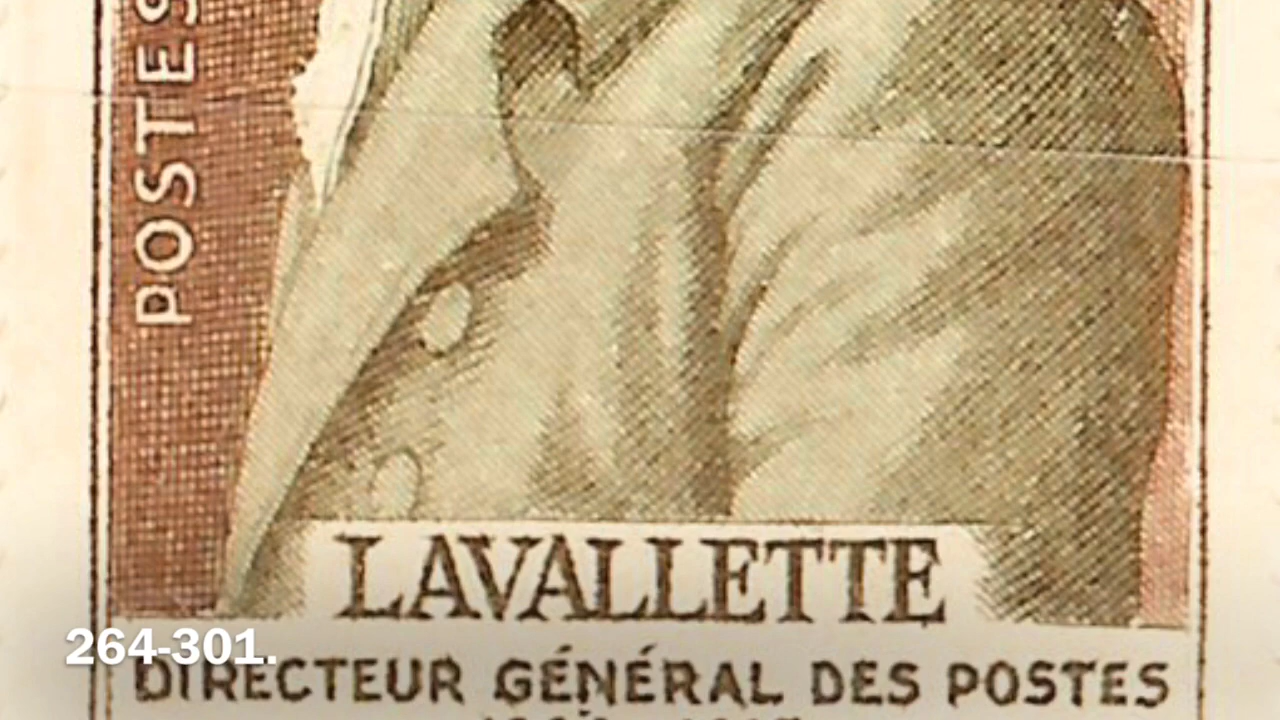 POSTES
LAVALLETTE
264-301.
DIRECTEUR GÉNÉRAL DES POSTES